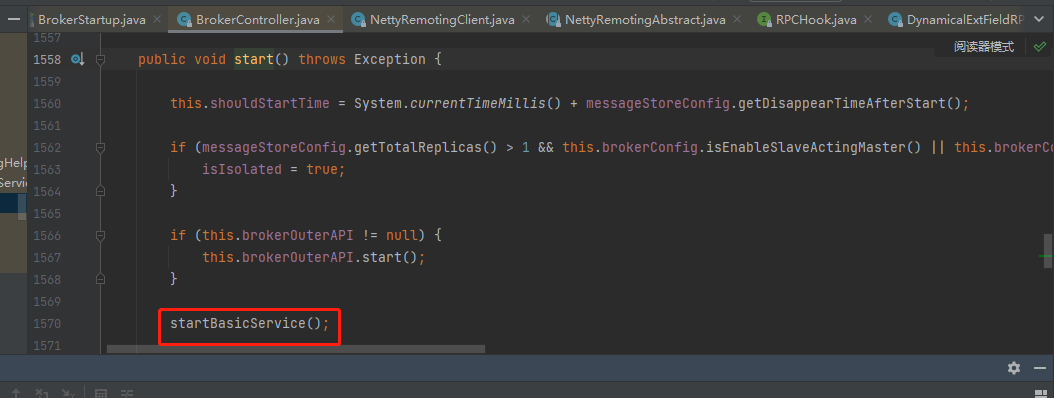 BrokerStartup.java × BrokerController.java × NettyRemotingClient.java × NettyRemotingAbstract.java × RPCHook.java × DynamicalExtFieldRP
阅读器模式
1557
1558 public void start() throws Exception {
1559
1560 this.shouldStartTime = System.currentTimeMillis() + messageStoreConfig.getDisappearTimeAfterStart();
1561
1562 if (messageStoreConfig.getTotalReplicas() > 1 && this.brokerConfig.isEnableSlaveActingMaster() || this.brokerCo
1563 isIsolated = true;
1564 }
1565
1566 if (this.brokerOuterAPI != null) {
1567 this.brokerOuterAPI.start();
1568 }
1569
1570 startBasicService();
1571
gHelp
Servi